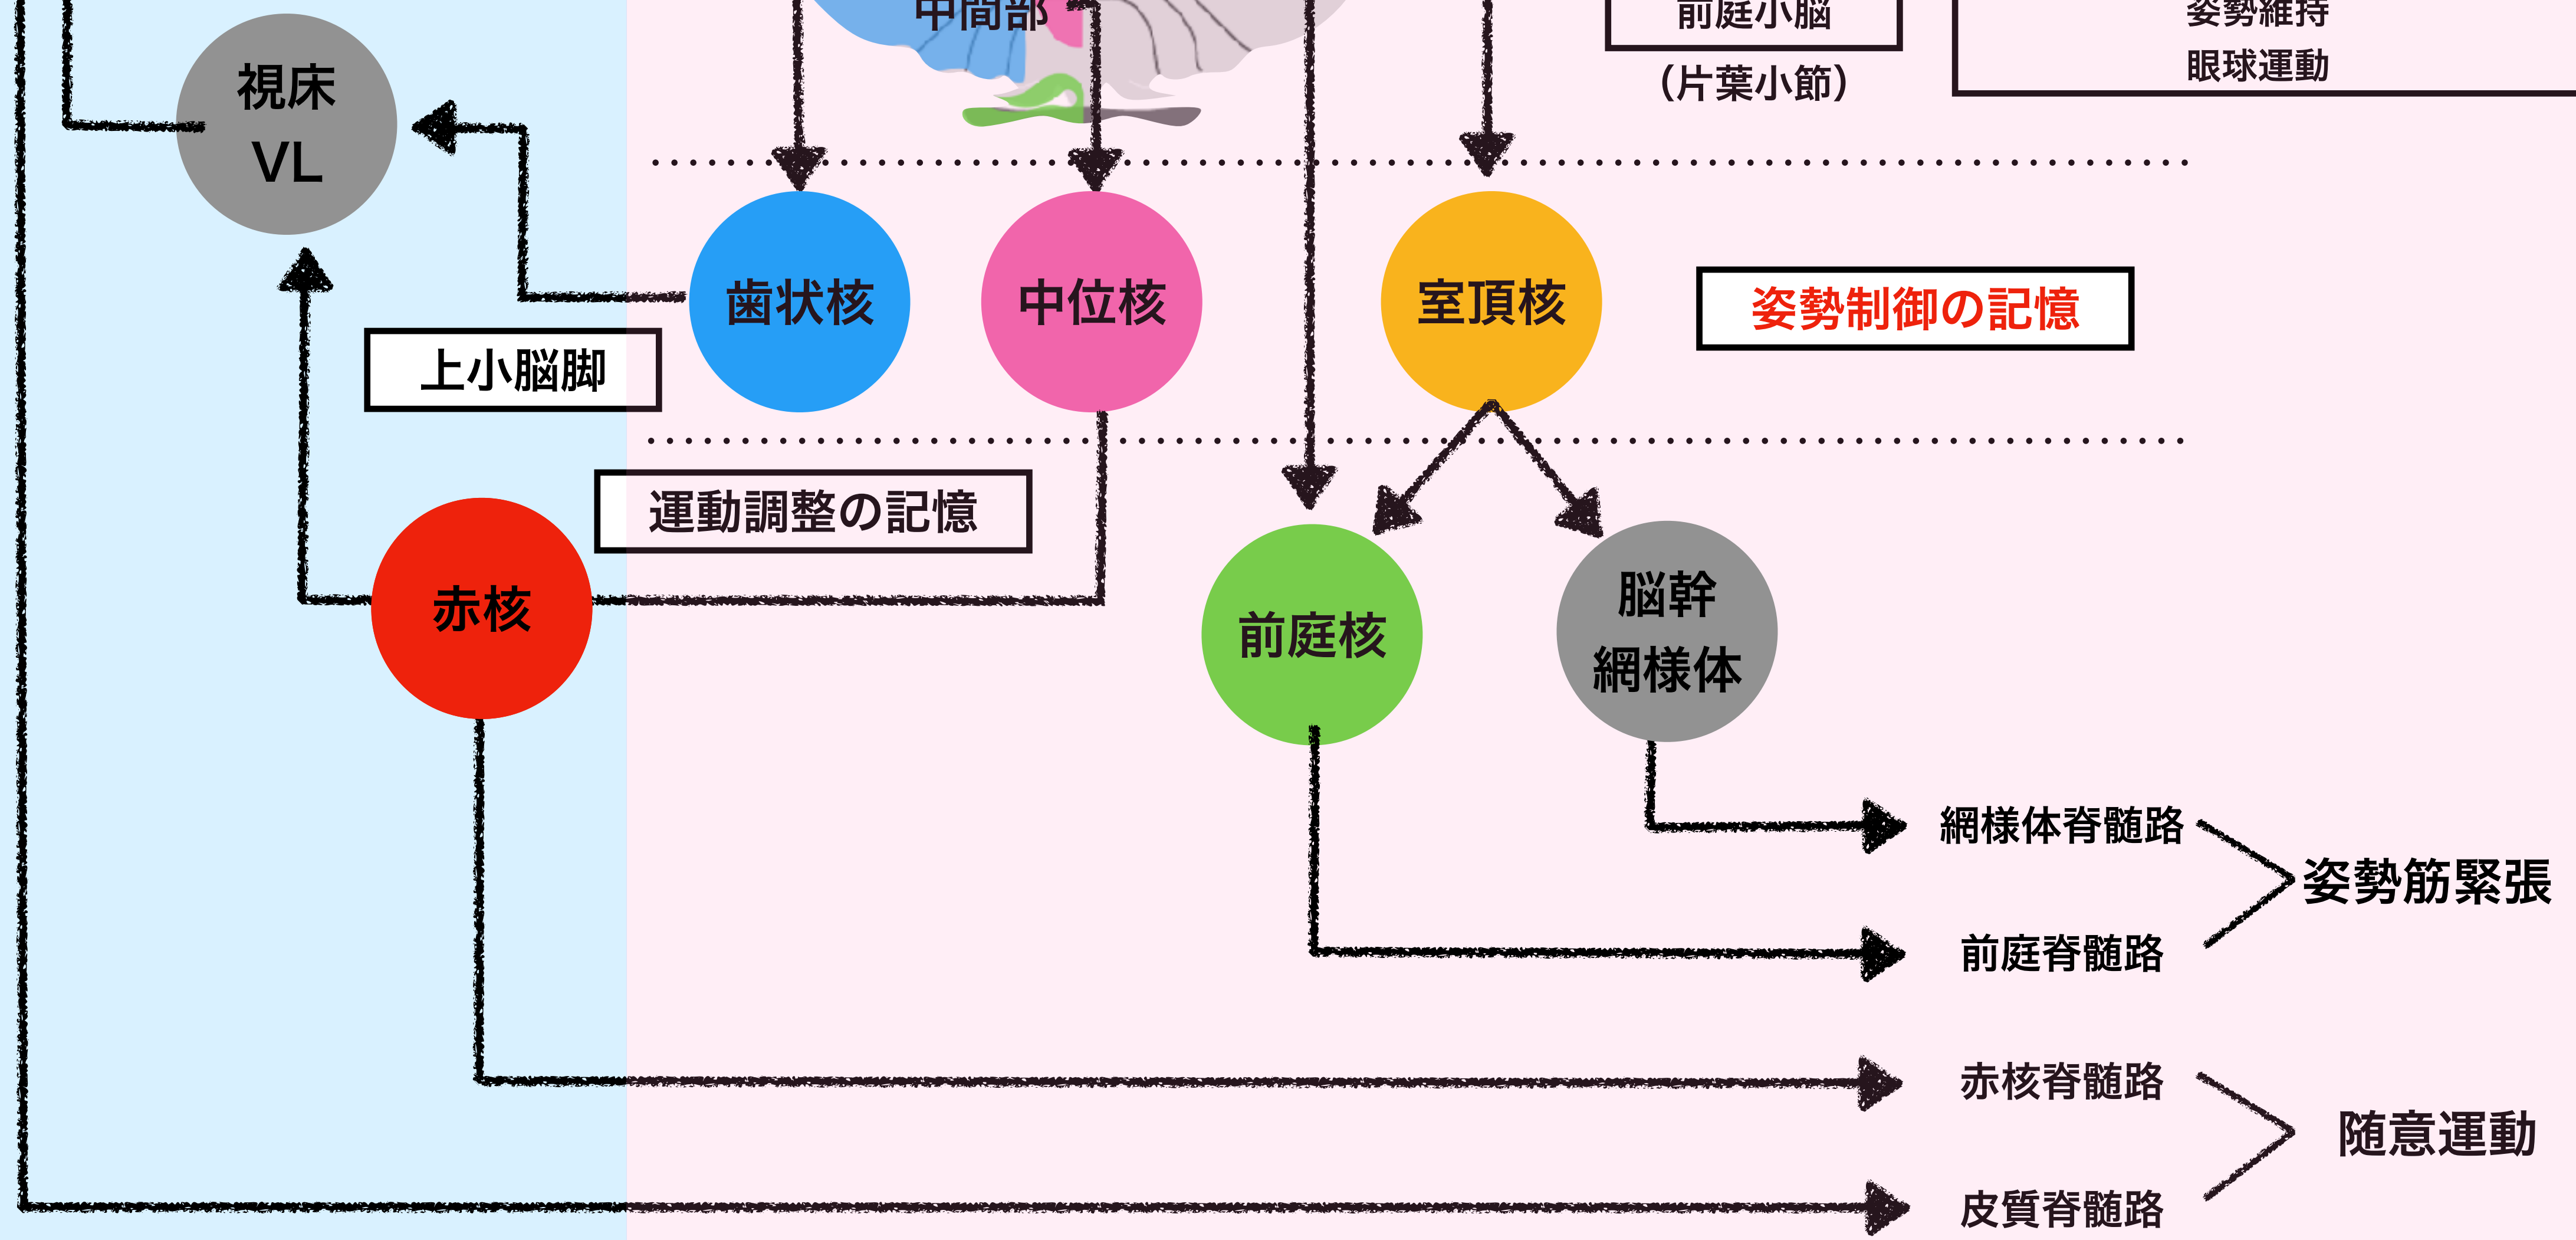 中間部
前庭小脳
(片葉小節)
姿勢維持
眼球運動
視床
VL
歯状核
中位核
室頂核
姿勢制御の記憶
上小脳脚
運動調整の記憶
赤核
前庭核
脳幹
網様体
網様体脊髄路
姿勢筋緊張
前庭脊髄路
赤核脊髄路
随意運動
皮質脊髄路